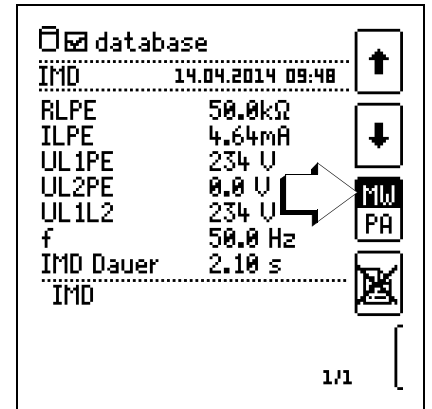 database
IMD 14.04.2014 09:48
RLPE 50.0kΩ
ILPE 4.64mA
UL1PE 234 V
UL2PE 0.0 V
UL1L2 234 V
f 50.0 Hz
IMD Dauer 2.10 s
IMD
MW
PA
1/1